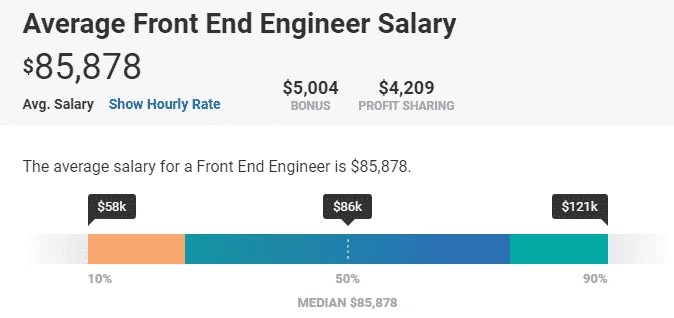 Average Front End Engineer Salary
$85,878
Avg. Salary Show Hourly Rate
$5,004 $4,209
BONUS PROFIT SHARING
The average salary for a Front End Engineer is $85,878.
$58k $86k $121k
10% 50% 90%
MEDIAN $85,878